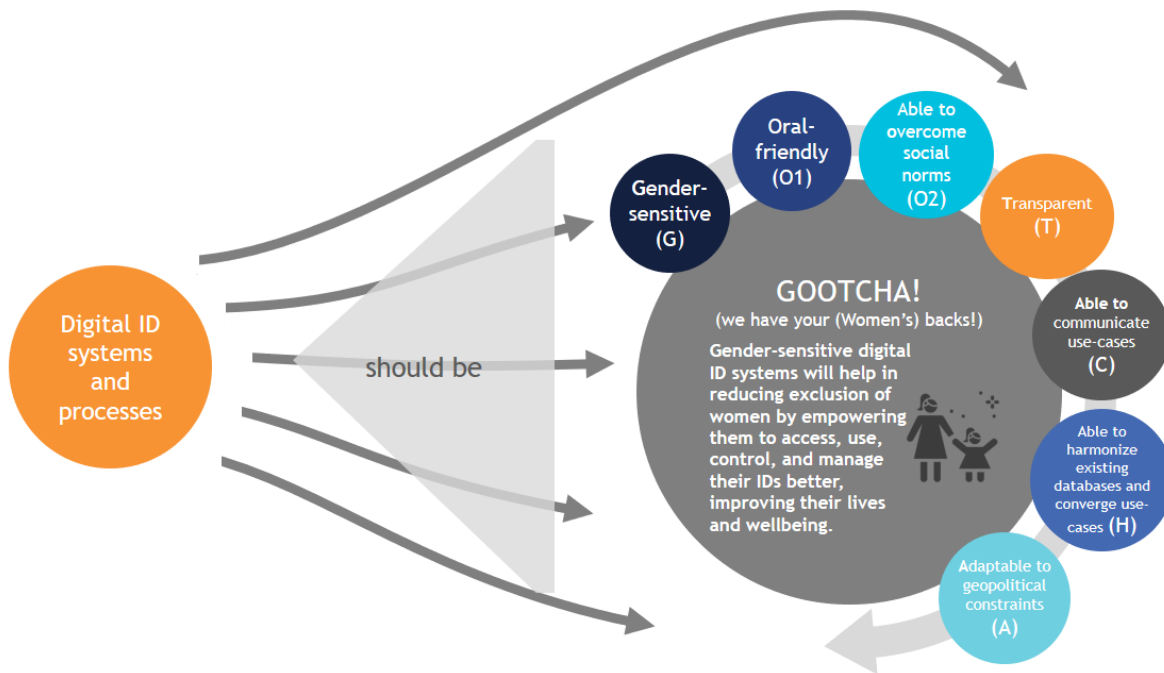 Digital ID
systems
and
processes
should be
Gender-
sensitive
(G)
Oral-
friendly
(O1)
Able to
overcome
social
norms
(O2)
Transparent
(T)
Able to
communicate
use-cases
(C)
Able to
harmonize
existing
databases and
converge use-
cases (H)
Adaptable to
geopolitical
constraints
(A)
GOOTCHA!
(we have your (Women's) backs!)
Gender-sensitive digital
ID systems will help in
reducing exclusion of
women by empowering
them to access, use,
control, and manage
their IDs better,
improving their lives
and wellbeing.